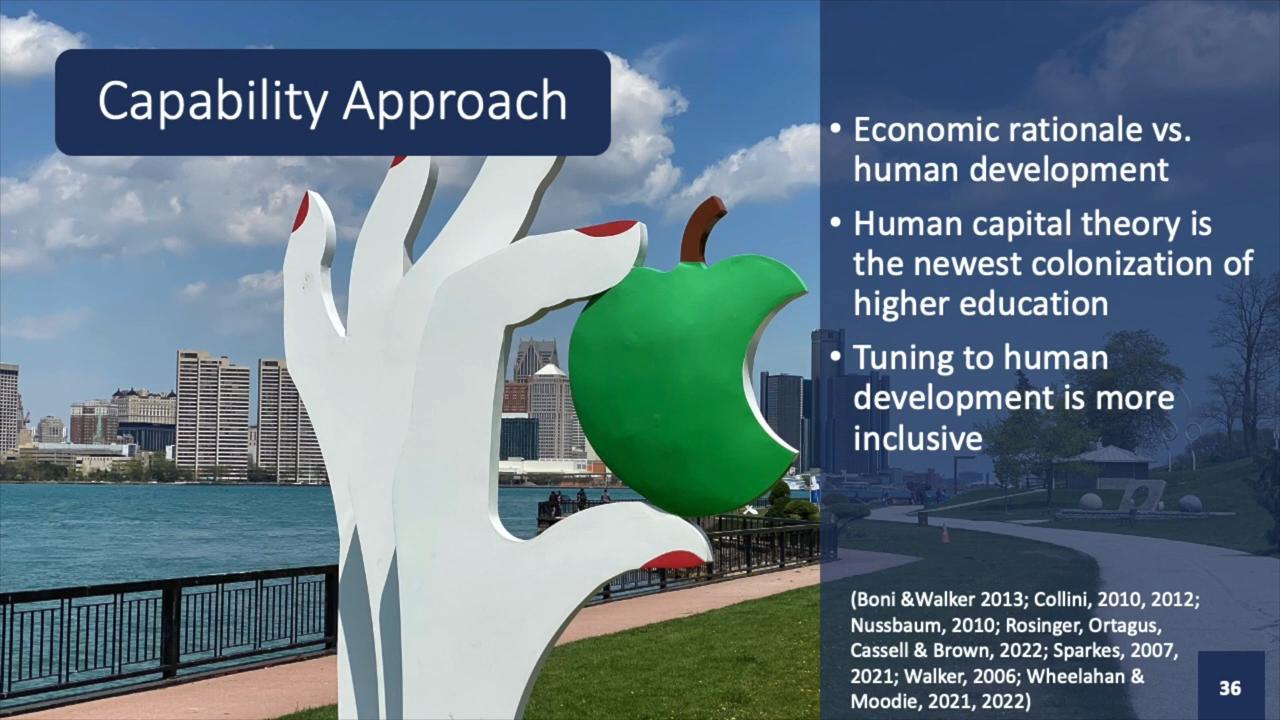 Capability Approach
• Economic rationale vs.
human development
• Human capital theory is
the newest colonization of
higher education
• Tuning to human
development is more
inclusive
(Boni &Walker 2013; Collini, 2010, 2012;
Nussbaum, 2010; Rosinger, Ortagus,
Cassell & Brown, 2022; Sparkes, 2007,
2021; Walker, 2006; Wheelahan &
Moodie, 2021, 2022)
36